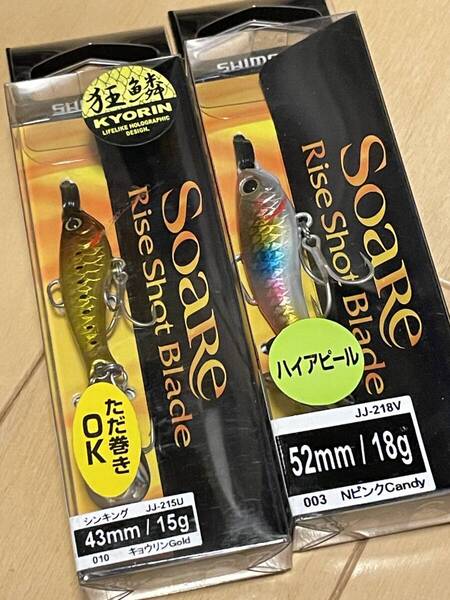 SHIM
狂鱗
KYORIN
LIFELIKE HOLOGRAPHIC
DESIGN.
Soare
Rise Shot Blade
ただ巻き
OK
シンキング JJ-215U
43mm / 15g
010 キョウリンGold
SHIMA
Soare
Rise Shot Blade
ハイアピール
JJ-218V
52mm / 18g
003 NピンクCandy